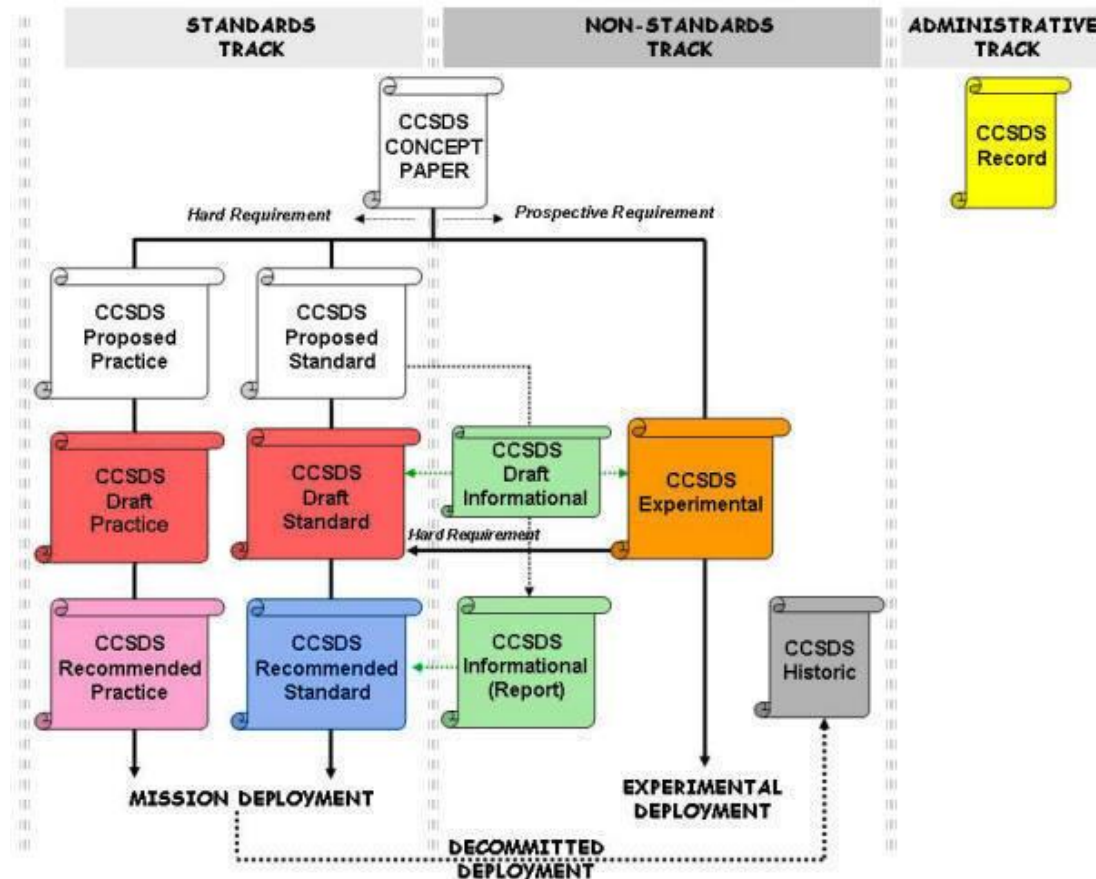 STANDARDS
TRACK
NON-STANDARDS
TRACK
ADMINISTRATIVE
TRACK
CCSDS
CONCEPT
PAPER
CCSDS
Record
Hard Requirement
Prospective Requirement
CCSDS
Proposed
Practice
CCSDS
Proposed
Standard
CCSDS
Draft
Practice
CCSDS
Draft
Standard
CCSDS
Draft
Informational
CCSDS
Experimental
Hard Requirement
CCSDS
Recommended
Practice
CCSDS
Recommended
Standard
CCSDS
Informational
(Report)
CCSDS
Historic
MISSION DEPLOYMENT
EXPERIMENTAL
DEPLOYMENT
DECOMMITTED
DEPLOYMENT